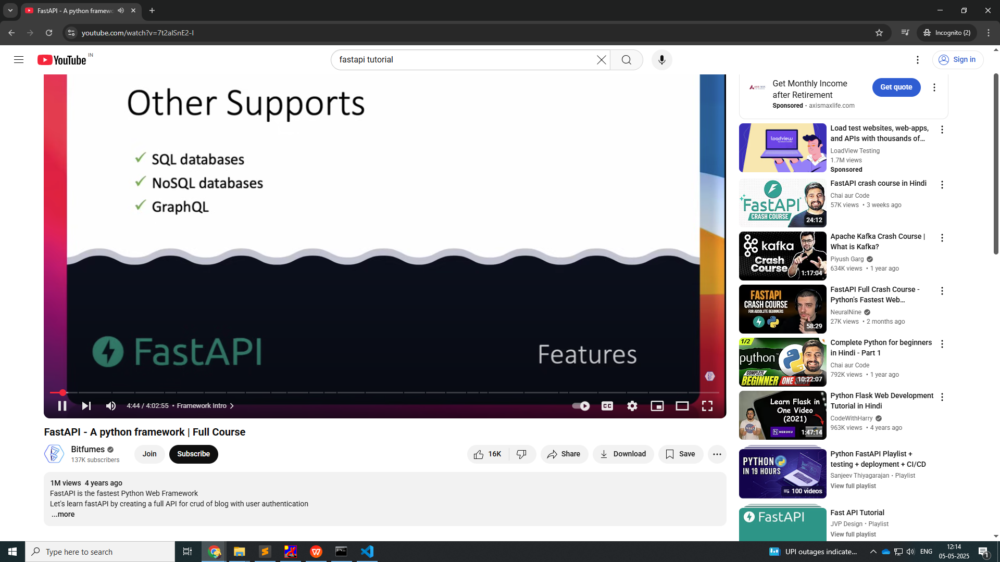 FastAPI - A python framewo
youtube.com/watch?v=7t2alSnE2-I
Incognito (2)
YouTube IN
fastapi tutorial
Sign in
Other Supports
SQL databases
NoSQL databases
GraphQL
FastAPI
Features
4:44 / 4:02:55 • Framework Intro
CC
FastAPI - A python framework | Full Course
Bitfumes
137K subscribers
Join
Subscribe
16K
Share
Download
Save
1M views 4 years ago
FastAPI is the fastest Python Web Framework
Let's learn fastAPI by creating a full API for crud of blog with user authentication
...more
Get Monthly Income
after Retirement
Sponsored · axismaxlife.com
Get quote
loadview
Load test websites, web-apps,
and APIs with thousands of...
LoadView Testing
1.7M views
Sponsored
FastAPI
CRASH COURSE
24:12
FastAPI crash course in Hindi
Chai aur Code
57K views • 3 weeks ago
kafka
Crash
Course
1:17:04
Apache Kafka Crash Course |
What is Kafka?
Piyush Garg
634K views • 1 year ago
FASTAPI
CRASH COURSE
FOR ABSOLUTE BEGINNERS
58:29
FastAPI Full Crash Course -
Python's Fastest Web...
NeuralNine
27K views • 2 months ago
1/2
python
COMPLETE
BEGINNER ONE
10:22:07
Complete Python for beginners
in Hindi - Part 1
Chai aur Code
792K views • 1 year ago
Learn Flask in
One Video
(2021)
HEROKU
1:47:14
Python Flask Web Development
Tutorial in Hindi
CodeWithHarry
963K views • 4 years ago
PYTHON
IN 19 HOURS
100 videos
Python FastAPI Playlist +
testing + deployment + CI/CD
Sanjeev Thiyagarajan · Playlist
View full playlist
FastAPI
Fast API Tutorial
JVP Design · Playlist
View full playlist
Type here to search
UPI outages indicate...
ENG
12:14
05-05-2025
1